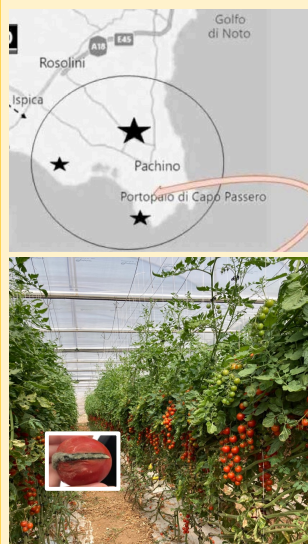 Golfo
di Noto
E45
A18
Rosolini
Ispica
Pachino
Portopalo di Capo Passero